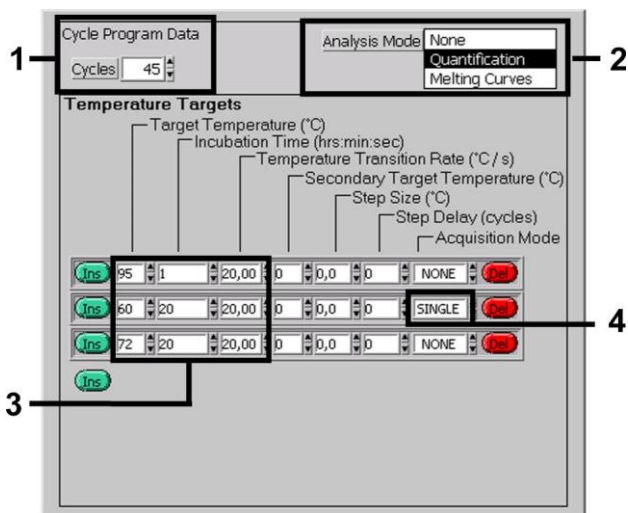 Cycle Program Data
Cycles 45
Analysis Mode None
Quantification
Melting Curves
1
2
Temperature Targets
Target Temperature (°C)
Incubation Time (hrs:min:sec)
Temperature Transition Rate (°C / s)
Secondary Target Temperature (°C)
Step Size (°C)
Step Delay (cycles)
Acquisition Mode
Ins 95 1 20,00 0 0,0 0 NONE Del
Ins 60 20 20,00 0 0,0 0 SINGLE Del
4
Ins 72 20 20,00 0 0,0 0 NONE Del
Ins
3